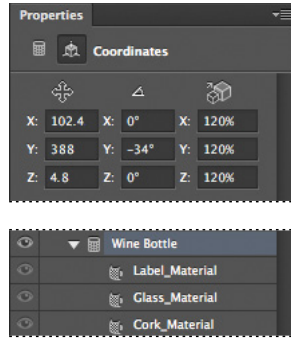 Properties
Coordinates
X: 102.4 X: 0° X: 120%
Y: 388 Y: -34° Y: 120%
Z: 4.8 Z: 0° Z: 120%
Wine Bottle
Label_Material
Glass_Material
Cork_Material